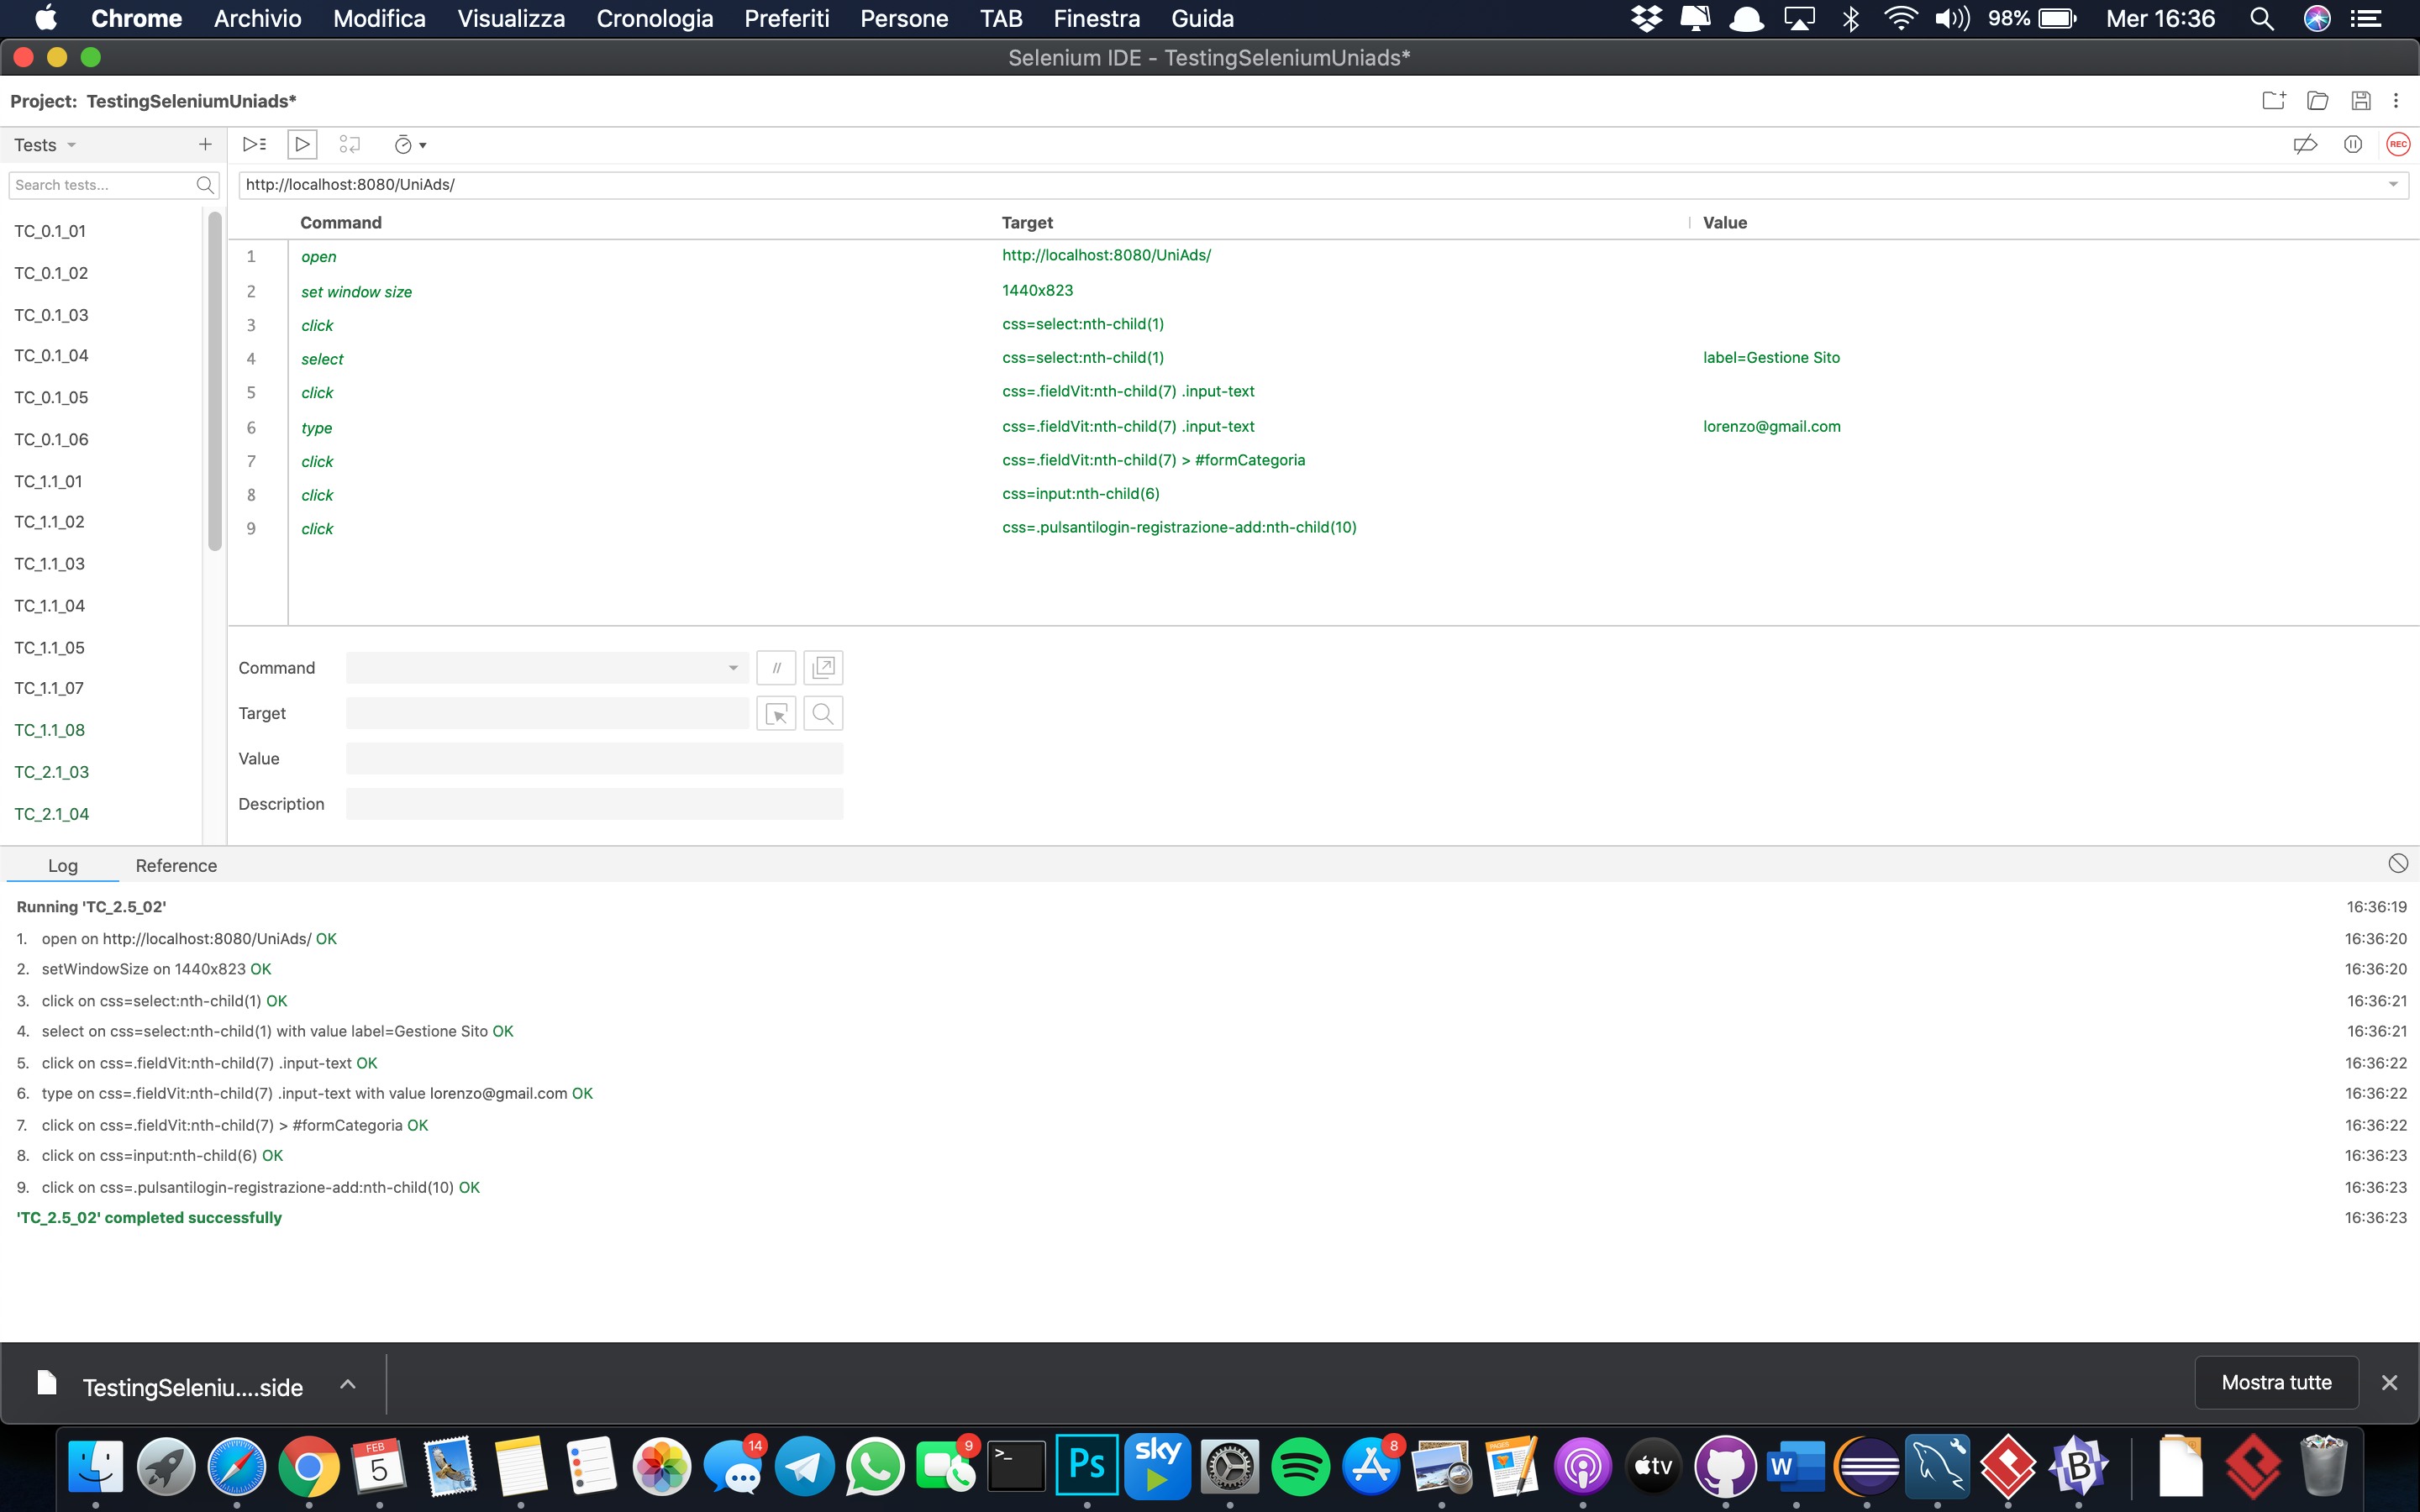 Chrome Archivio Modifica Visualizza Cronologia Preferiti Persone TAB Finestra Guida 98% Mer 16:36
Selenium IDE - TestingSeleniumUniads*
Project: TestingSeleniumUniads*
Tests
REC
Search tests...
http://localhost:8080/UniAds/
Command Target Value
1 open http://localhost:8080/UniAds/
2 set window size 1440x823
3 click css=select:nth-child(1)
4 select css=select:nth-child(1) label=Gestione Sito
5 click css=.fieldVit:nth-child(7) .input-text
6 type css=.fieldVit:nth-child(7) .input-text lorenzo@gmail.com
7 click css=.fieldVit:nth-child(7) > #formCategoria
8 click css=input:nth-child(6)
9 click css=.pulsantilogin-registrazione-add:nth-child(10)
TC_0.1_01
TC_0.1_02
TC_0.1_03
TC_0.1_04
TC_0.1_05
TC_0.1_06
TC_1.1_01
TC_1.1_02
TC_1.1_03
TC_1.1_04
TC_1.1_05
TC_1.1_07
TC_1.1_08
TC_2.1_03
TC_2.1_04
Command //
Target
Value
Description
Log Reference
Running 'TC_2.5_02' 16:36:19
1. open on http://localhost:8080/UniAds/ OK 16:36:20
2. setWindowSize on 1440x823 OK 16:36:20
3. click on css=select:nth-child(1) OK 16:36:21
4. select on css=select:nth-child(1) with value label=Gestione Sito OK 16:36:21
5. click on css=.fieldVit:nth-child(7) .input-text OK 16:36:22
6. type on css=.fieldVit:nth-child(7) .input-text with value lorenzo@gmail.com OK 16:36:22
7. click on css=.fieldVit:nth-child(7) > #formCategoria OK 16:36:22
8. click on css=input:nth-child(6) OK 16:36:23
9. click on css=.pulsantilogin-registrazione-add:nth-child(10) OK 16:36:23
'TC_2.5_02' completed successfully 16:36:23
TestingSeleniu....side Mostra tutte
FEB 5 14 9 >_ Ps sky 8 PAGES tv W B